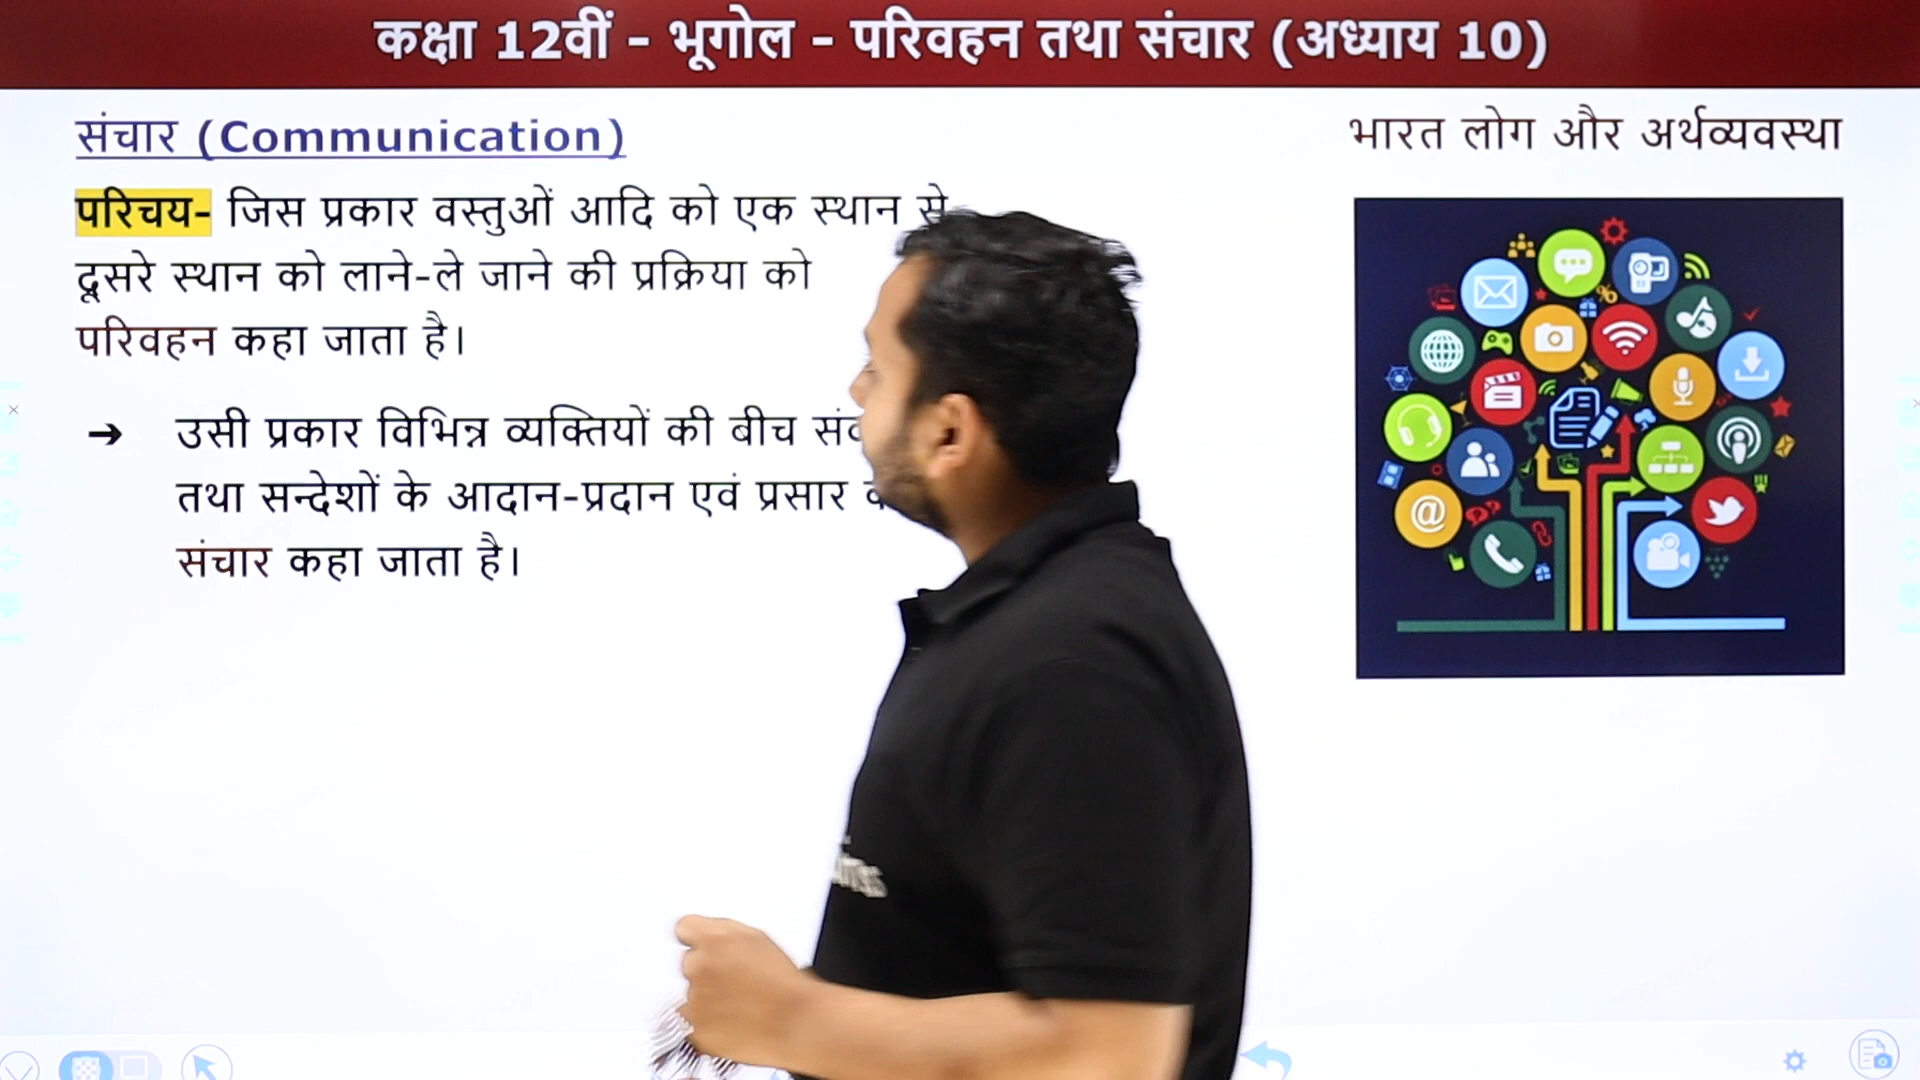 कक्षा 12वीं - भूगोल - परिवहन तथा संचार (अध्याय 10)
संचार (Communication)
भारत लोग और अर्थव्यवस्था
परिचय- जिस प्रकार वस्तुओं आदि को एक स्थान से
दूसरे स्थान को लाने-ले जाने की प्रक्रिया को
परिवहन कहा जाता है।
➔ उसी प्रकार विभिन्न व्यक्तियों की बीच
तथा सन्देशों के आदान-प्रदान एवं प्रसार
संचार कहा जाता है।
@